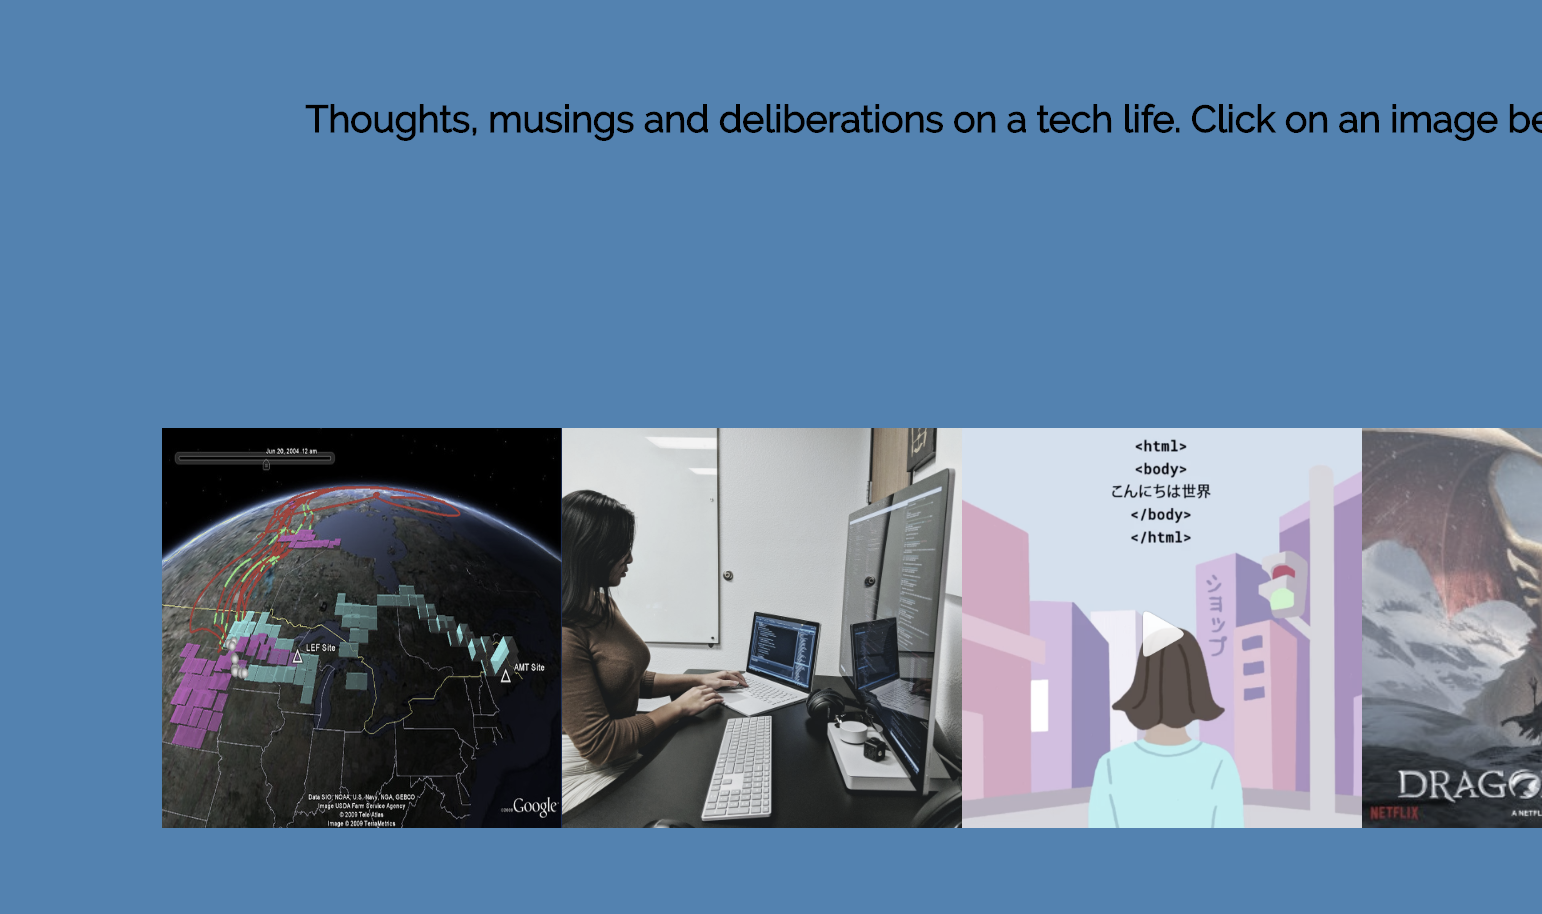 Thoughts, musings and deliberations on a tech life. Click on an image be
Jun 20, 2004 12 am
LEF Site
AMT Site
Data SIO, NOAA, U.S. Navy, NGA, GEBCO
Image USDA Farm Service Agency
© 2009 Tele Atlas
Image © 2009 TerraMetrics
Google
<html>
<body>
こんにちは世界
</body>
</html>
ショップ
DRAGO
NETFLIX
A NETFL